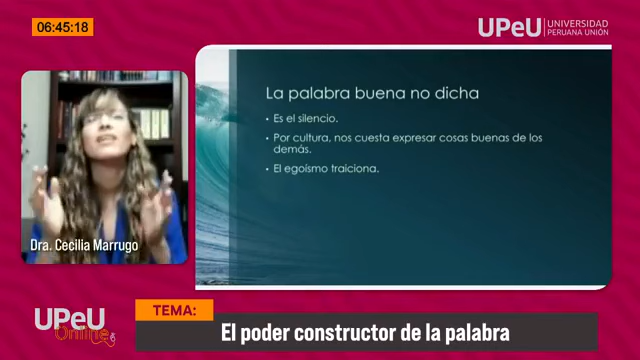 06:45:18
UPeU UNIVERSIDAD
PERUANA UNIÓN
La palabra buena no dicha
• Es el silencio.
• Por cultura, nos cuesta expresar cosas buenas de los
demás.
• El egoísmo traiciona.
Dra. Cecilia Marrugo
UPeU
Online
TEMA:
El poder constructor de la palabra